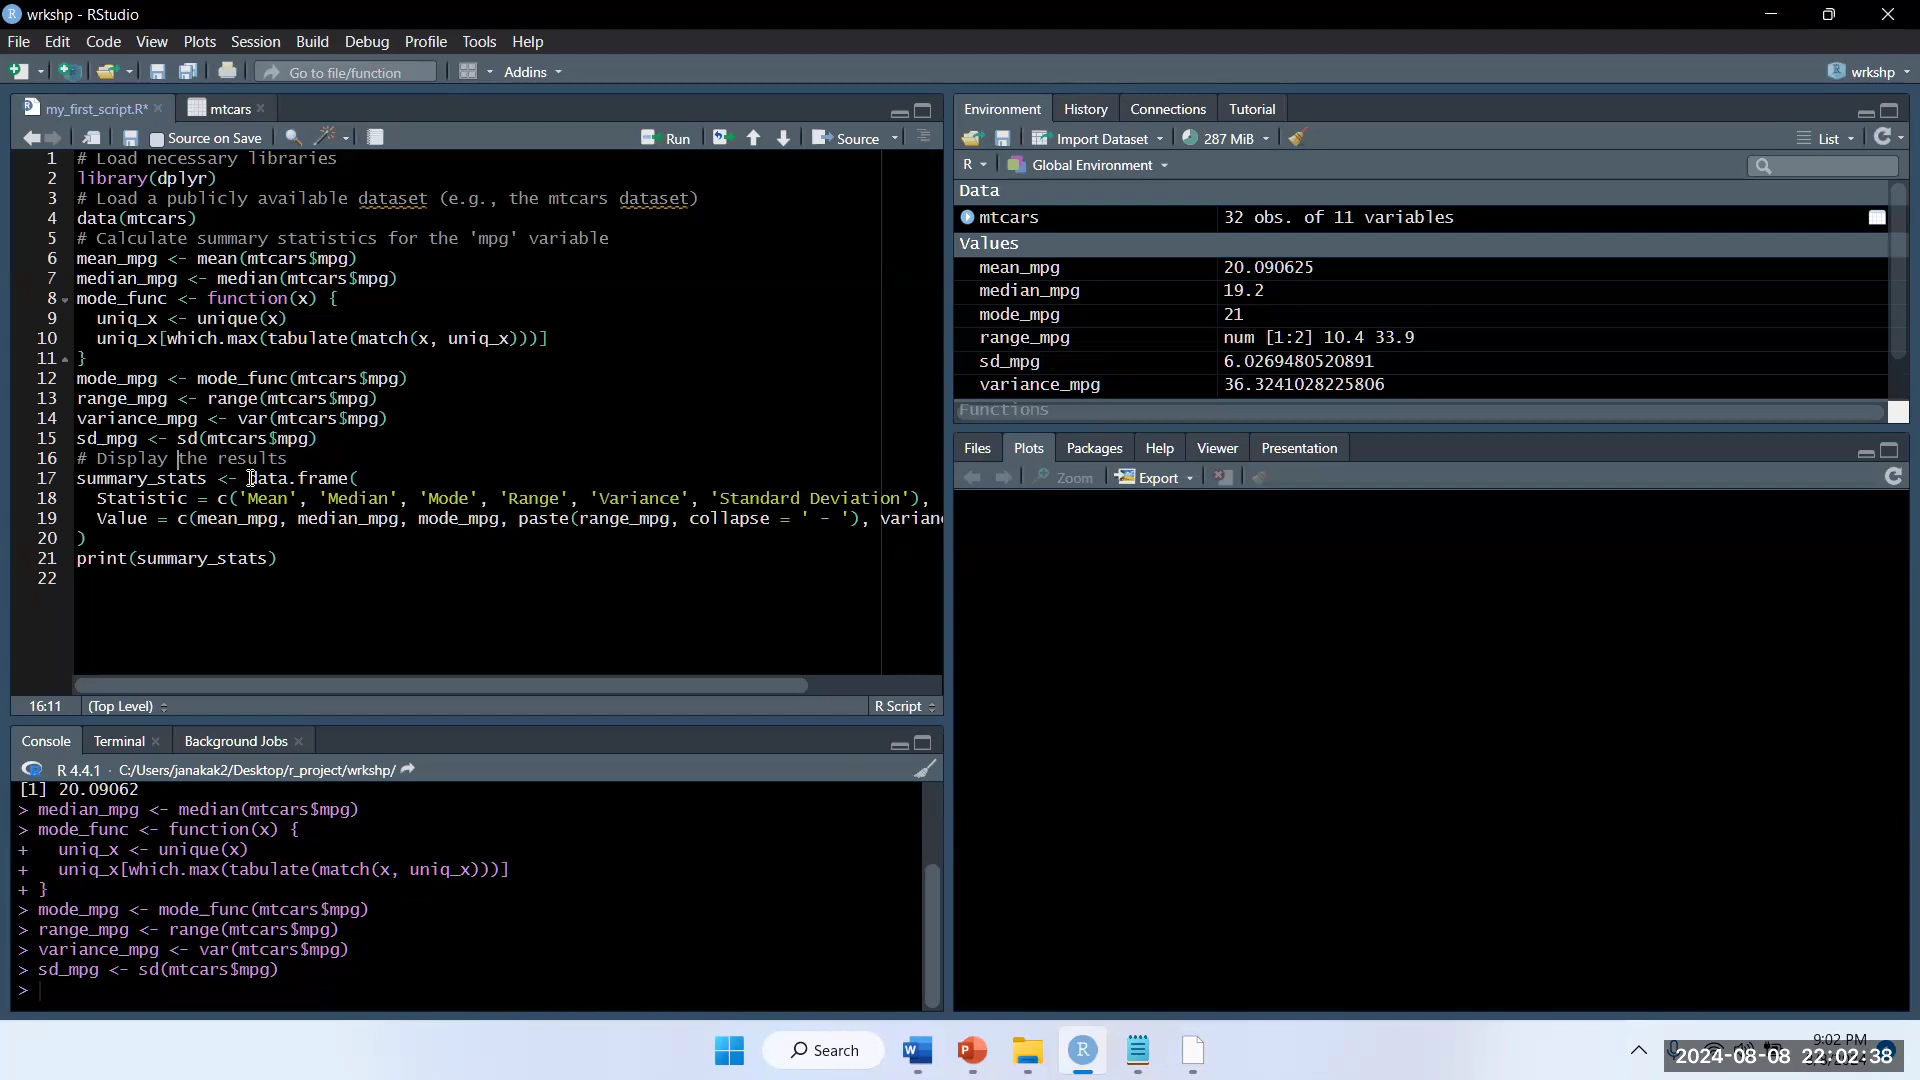 wrkshp - RStudio
File Edit Code View Plots Session Build Debug Profile Tools Help
Go to file/function Addins wrkshp
my_first_script.R* mtcars
Source on Save Run Source
1 # Load necessary libraries
2 library(dplyr)
3 # Load a publicly available dataset (e.g., the mtcars dataset)
4 data(mtcars)
5 # Calculate summary statistics for the 'mpg' variable
6 mean_mpg <- mean(mtcars$mpg)
7 median_mpg <- median(mtcars$mpg)
8 mode_func <- function(x) {
9 uniq_x <- unique(x)
10 uniq_x[which.max(tabulate(match(x, uniq_x)))]
11 }
12 mode_mpg <- mode_func(mtcars$mpg)
13 range_mpg <- range(mtcars$mpg)
14 variance_mpg <- var(mtcars$mpg)
15 sd_mpg <- sd(mtcars$mpg)
16 # Display the results
17 summary_stats <- data.frame(
18 Statistic = c('Mean', 'Median', 'Mode', 'Range', 'Variance', 'Standard Deviation'),
19 Value = c(mean_mpg, median_mpg, mode_mpg, paste(range_mpg, collapse = ' - '), varianc
20 )
21 print(summary_stats)
22
16:11 (Top Level) R Script
Console Terminal Background Jobs
R 4.4.1 · C:/Users/janakak2/Desktop/r_project/wrkshp/
[1] 20.09062
> median_mpg <- median(mtcars$mpg)
> mode_func <- function(x) {
+ uniq_x <- unique(x)
+ uniq_x[which.max(tabulate(match(x, uniq_x)))]
+ }
> mode_mpg <- mode_func(mtcars$mpg)
> range_mpg <- range(mtcars$mpg)
> variance_mpg <- var(mtcars$mpg)
> sd_mpg <- sd(mtcars$mpg)
>
Environment History Connections Tutorial
Import Dataset 287 MiB List
R Global Environment
Data
mtcars 32 obs. of 11 variables
Values
mean_mpg 20.090625
median_mpg 19.2
mode_mpg 21
range_mpg num [1:2] 10.4 33.9
sd_mpg 6.0269480520891
variance_mpg 36.3241028225806
Functions
Files Plots Packages Help Viewer Presentation
Zoom Export
Search
9:02 PM
2024-08-08 22:02:38